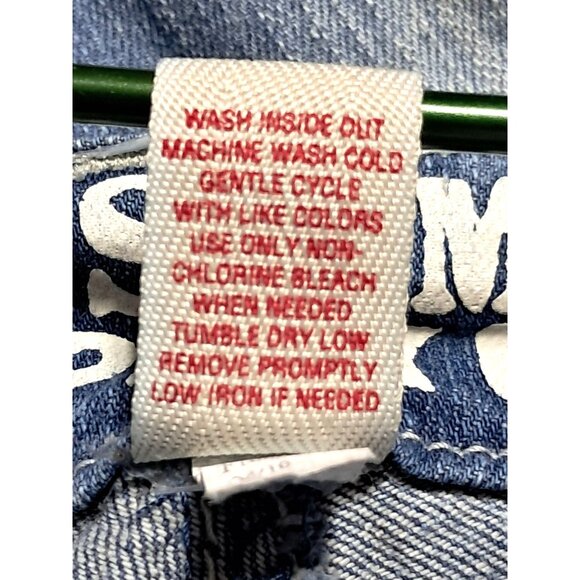 WASH INSIDE OUT
MACHINE WASH COLD
GENTLE CYCLE
WITH LIKE COLORS
USE ONLY NON-
CHLORINE BLEACH
WHEN NEEDED
TUMBLE DRY LOW
REMOVE PROMPTLY
LOW IRON IF NEEDED